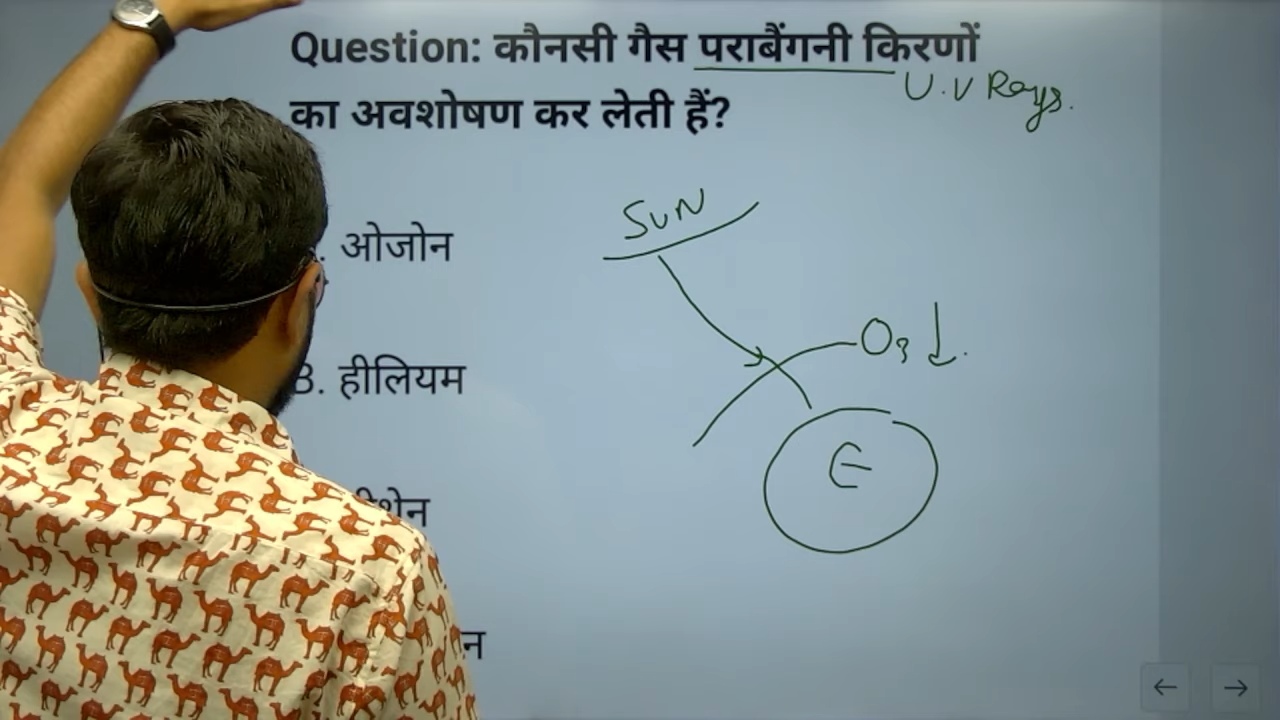 Question: कौनसी गैस पराबैंगनी किरणों
U.V Rays.
का अवशोषण कर लेती हैं?
SUN
ओजोन
O3 ↓.
B. हीलियम
E